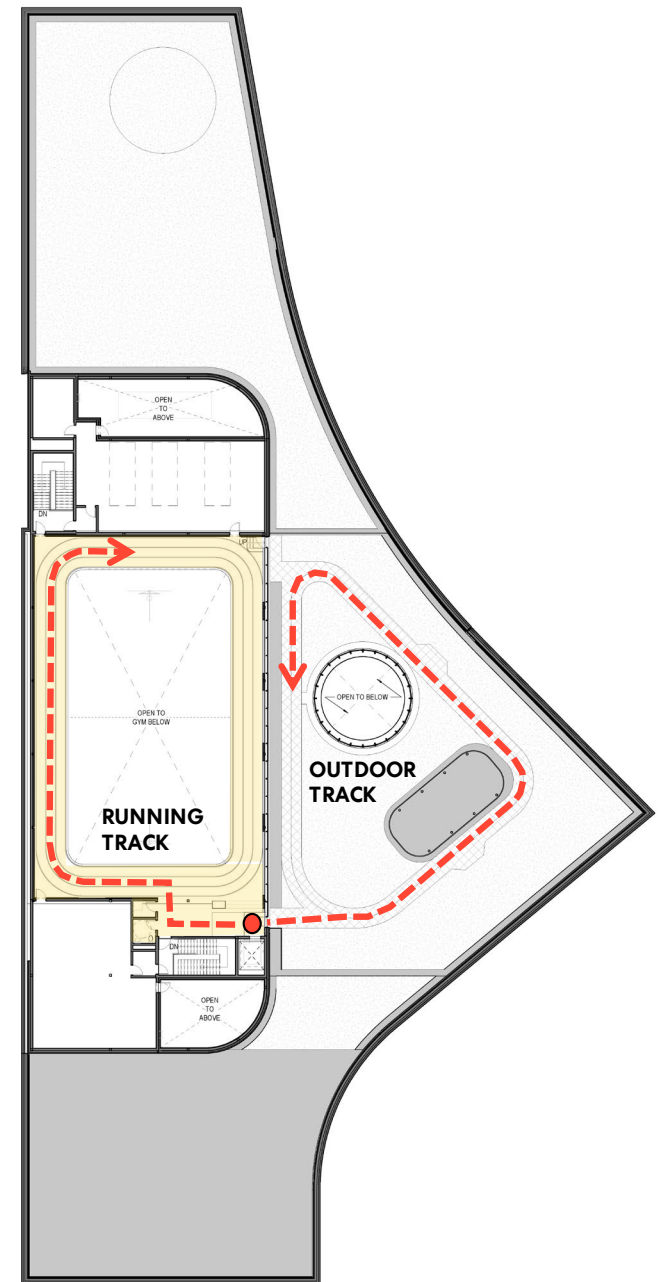 OPEN
TO
ABOVE
DN
UP
OPEN TO
GYM BELOW
OPEN TO BELOW
OUTDOOR
TRACK
RUNNING
TRACK
DN
OPEN
TO
ABOVE